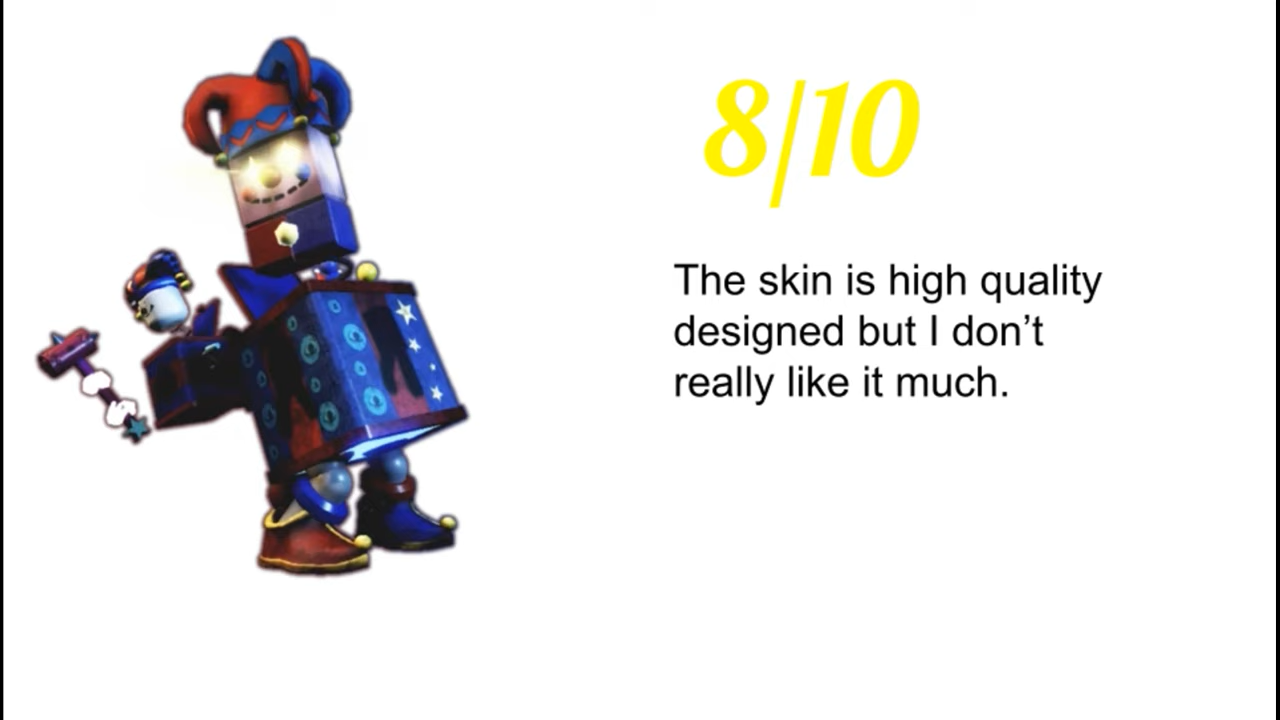 8/10
The skin is high quality
designed but I don’t
really like it much.